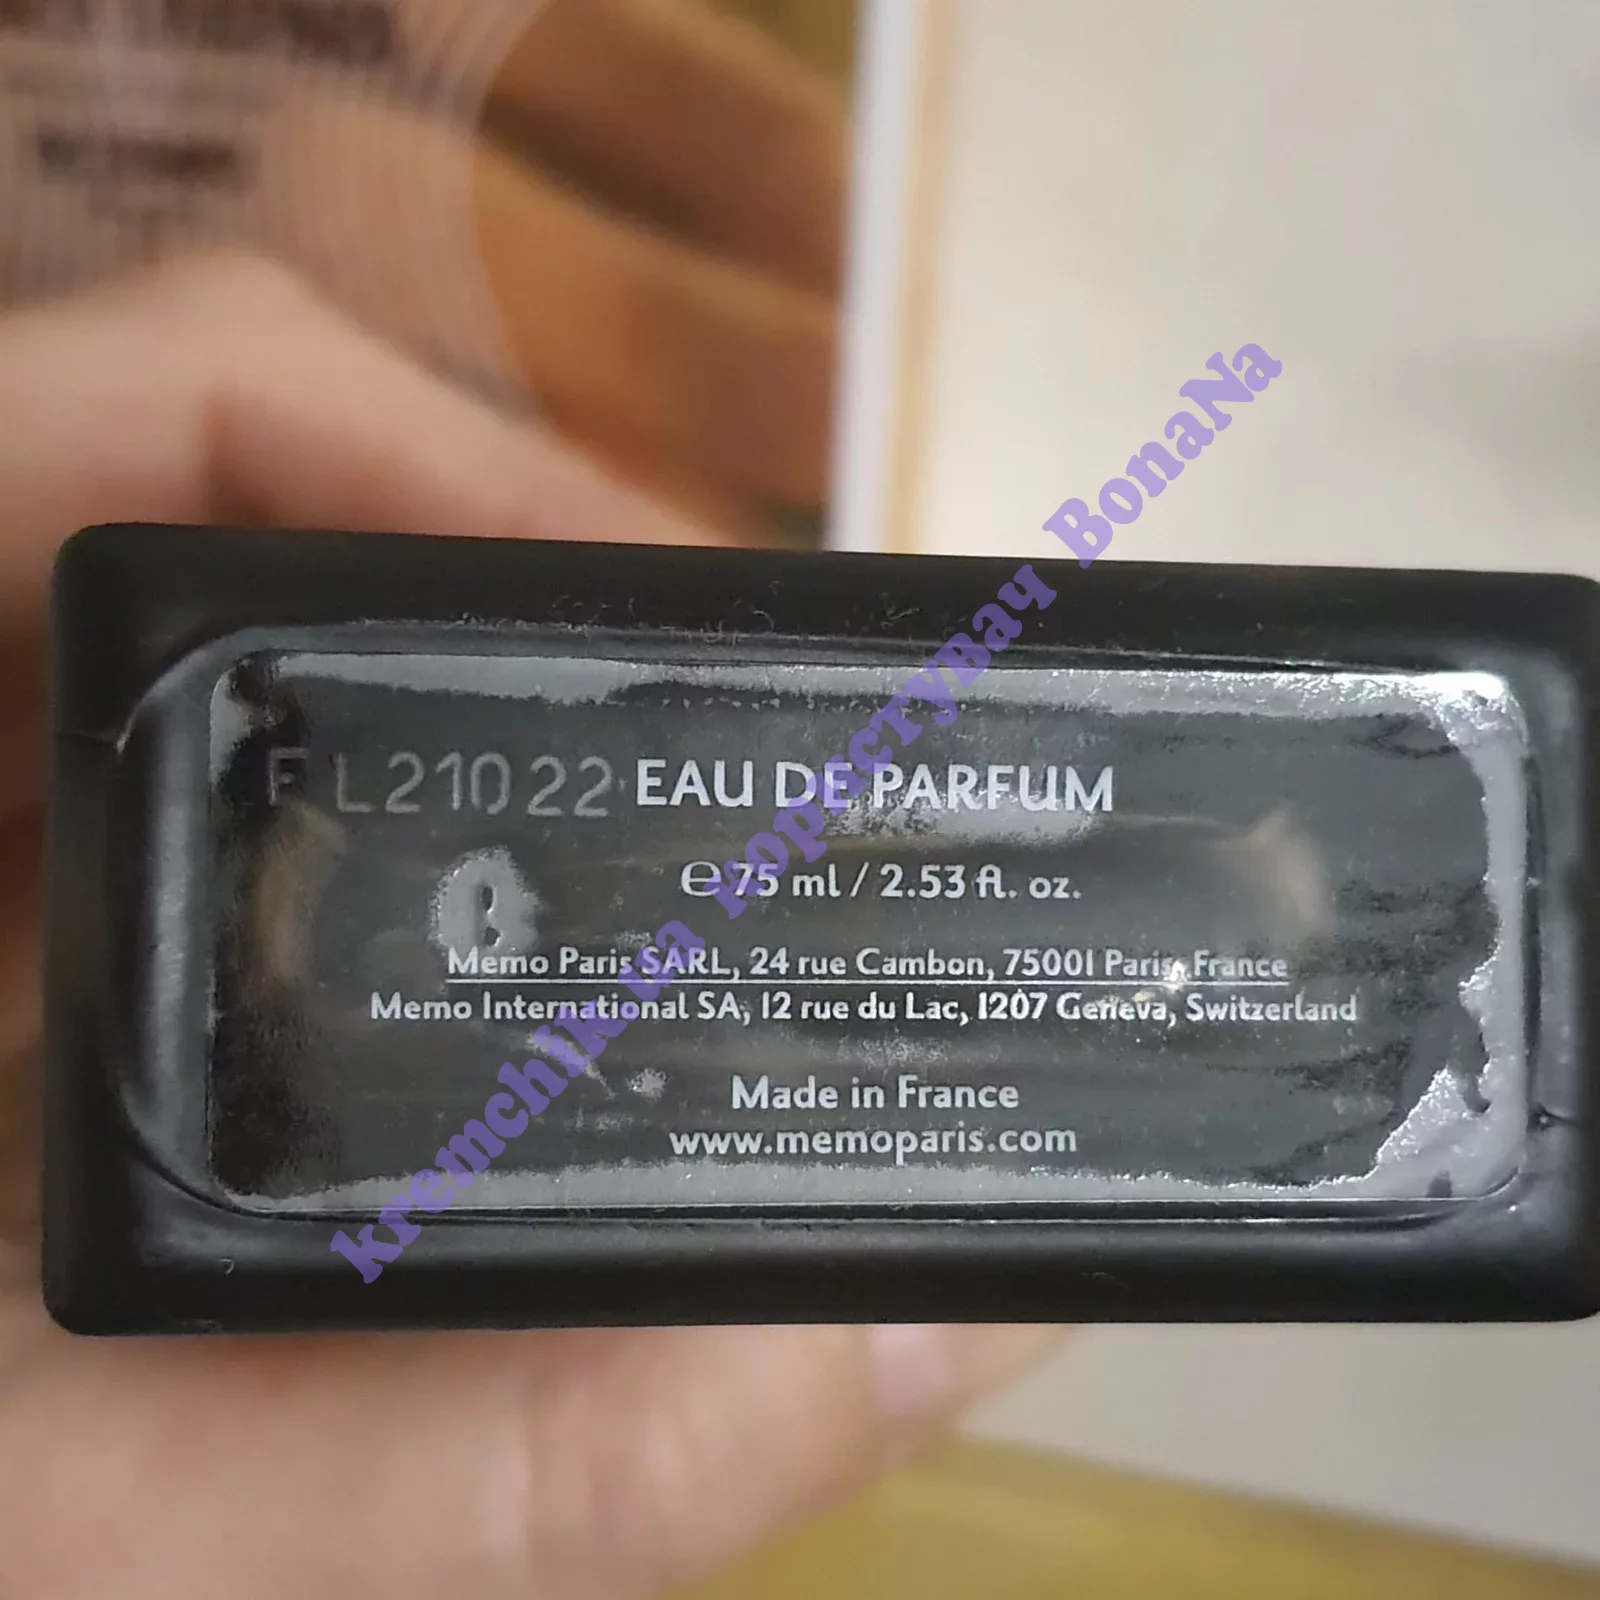 F L21022 EAU DE PARFUM
℮ 75 ml / 2.53 fl. oz.
Memo Paris SARL, 24 rue Cambon, 75001 Paris, France
Memo International SA, 12 rue du Lac, 1207 Geneva, Switzerland
Made in France
www.memoparis.com
kremchik.ua користуВач BonaNa